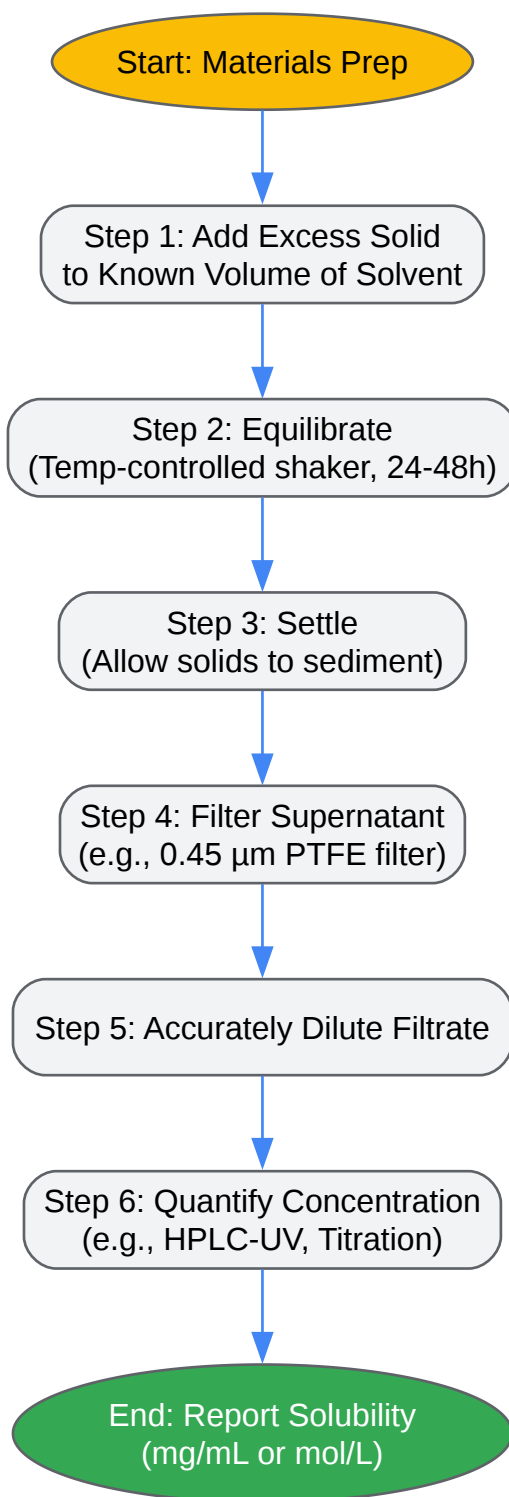 Start: Materials Prep
Step 1: Add Excess Solid
to Known Volume of Solvent
Step 2: Equilibrate
(Temp-controlled shaker, 24-48h)
Step 3: Settle
(Allow solids to sediment)
Step 4: Filter Supernatant
(e.g., 0.45 µm PTFE filter)
Step 5: Accurately Dilute Filtrate
Step 6: Quantify Concentration
(e.g., HPLC-UV, Titration)
End: Report Solubility
(mg/mL or mol/L)